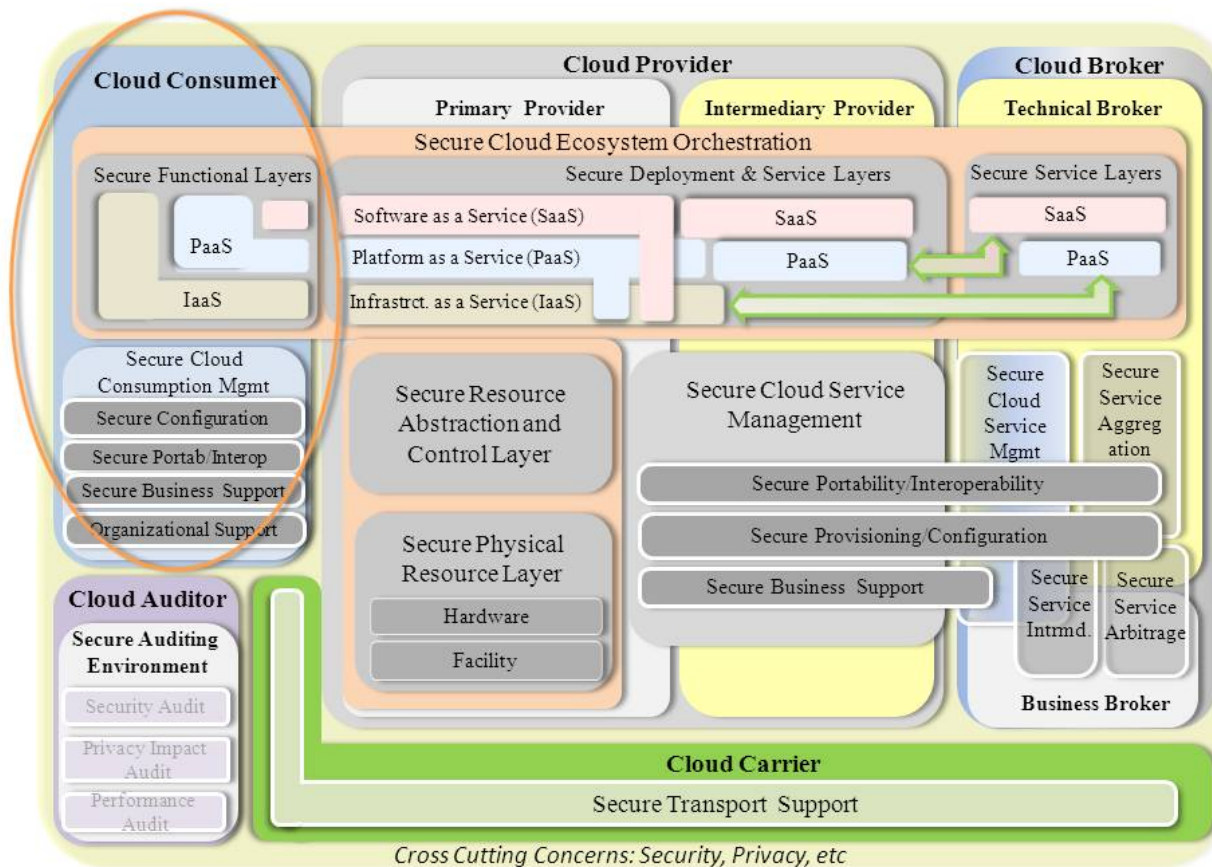 Cloud Consumer
Secure Functional Layers
PaaS
IaaS
Secure Cloud
Consumption Mgmt
Secure Configuration
Secure Portab/Interop
Secure Business Support
Organizational Support
Cloud Auditor
Secure Auditing
Environment
Security Audit
Privacy Impact
Audit
Performance
Audit
Cloud Provider
Primary Provider
Intermediary Provider
Secure Cloud Ecosystem Orchestration
Secure Deployment & Service Layers
Software as a Service (SaaS)
Platform as a Service (PaaS)
Infrastrct. as a Service (IaaS)
SaaS
PaaS
Secure Resource
Abstraction and
Control Layer
Secure Physical
Resource Layer
Hardware
Facility
Secure Cloud Service
Management
Secure Portability/Interoperability
Secure Provisioning/Configuration
Secure Business Support
Cloud Broker
Technical Broker
Secure Service Layers
SaaS
PaaS
Secure
Cloud
Service
Mgmt
Secure
Service
Aggreg
ation
Secure
Service
Intrmd.
Secure
Service
Arbitrage
Business Broker
Cloud Carrier
Secure Transport Support
Cross Cutting Concerns: Security, Privacy, etc